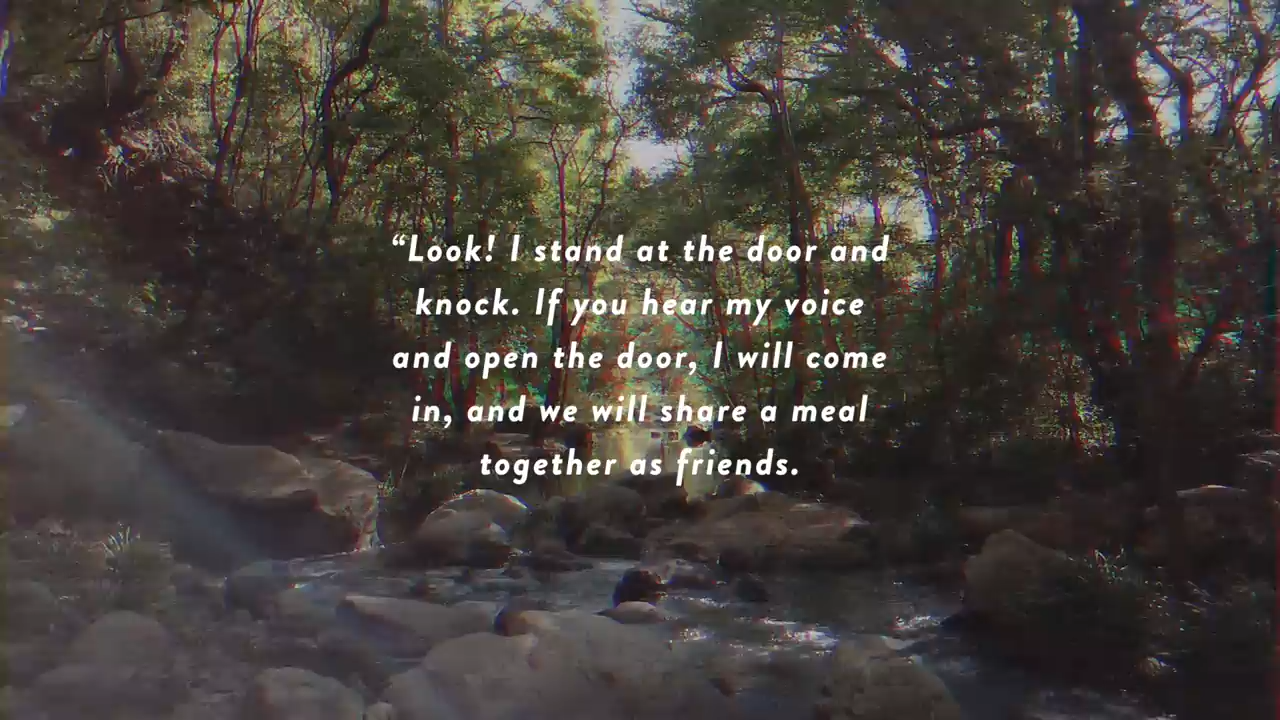 “Look! I stand at the door and
knock. If you hear my voice
and open the door, I will come
in, and we will share a meal
together as friends.